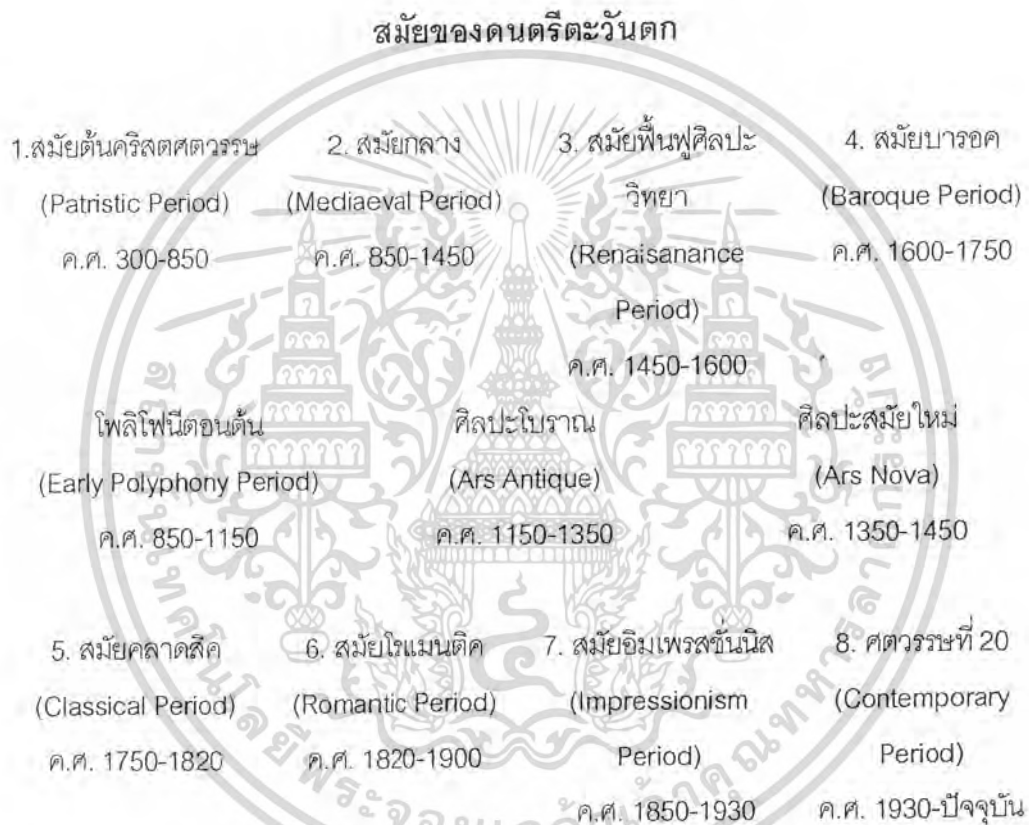 สมัยของดนตรีตะวันตก
1.สมัยต้นคริสตศตวรรษ
(Patristic Period)
ค.ศ. 300-850
2. สมัยกลาง
(Mediaeval Period)
ค.ศ. 850-1450
3. สมัยฟื้นฟูศิลปะ
วิทยา
(Renaisanance
Period)
ค.ศ. 1450-1600
4. สมัยบารอค
(Baroque Period)
ค.ศ. 1600-1750
โพลิโฟนีตอนต้น
(Early Polyphony Period)
ค.ศ. 850-1150
ศิลปะโบราณ
(Ars Antique)
ค.ศ. 1150-1350
ศิลปะสมัยใหม่
(Ars Nova)
ค.ศ. 1350-1450
5. สมัยคลาดสิค
(Classical Period)
ค.ศ. 1750-1820
6. สมัยโรแมนติค
(Romantic Period)
ค.ศ. 1820-1900
7. สมัยอิมเพรสชั่นนิส
(Impressionism
Period)
ค.ศ. 1850-1930
8. ศตวรรษที่ 20
(Contemporary
Period)
ค.ศ. 1930-ปัจจุบัน